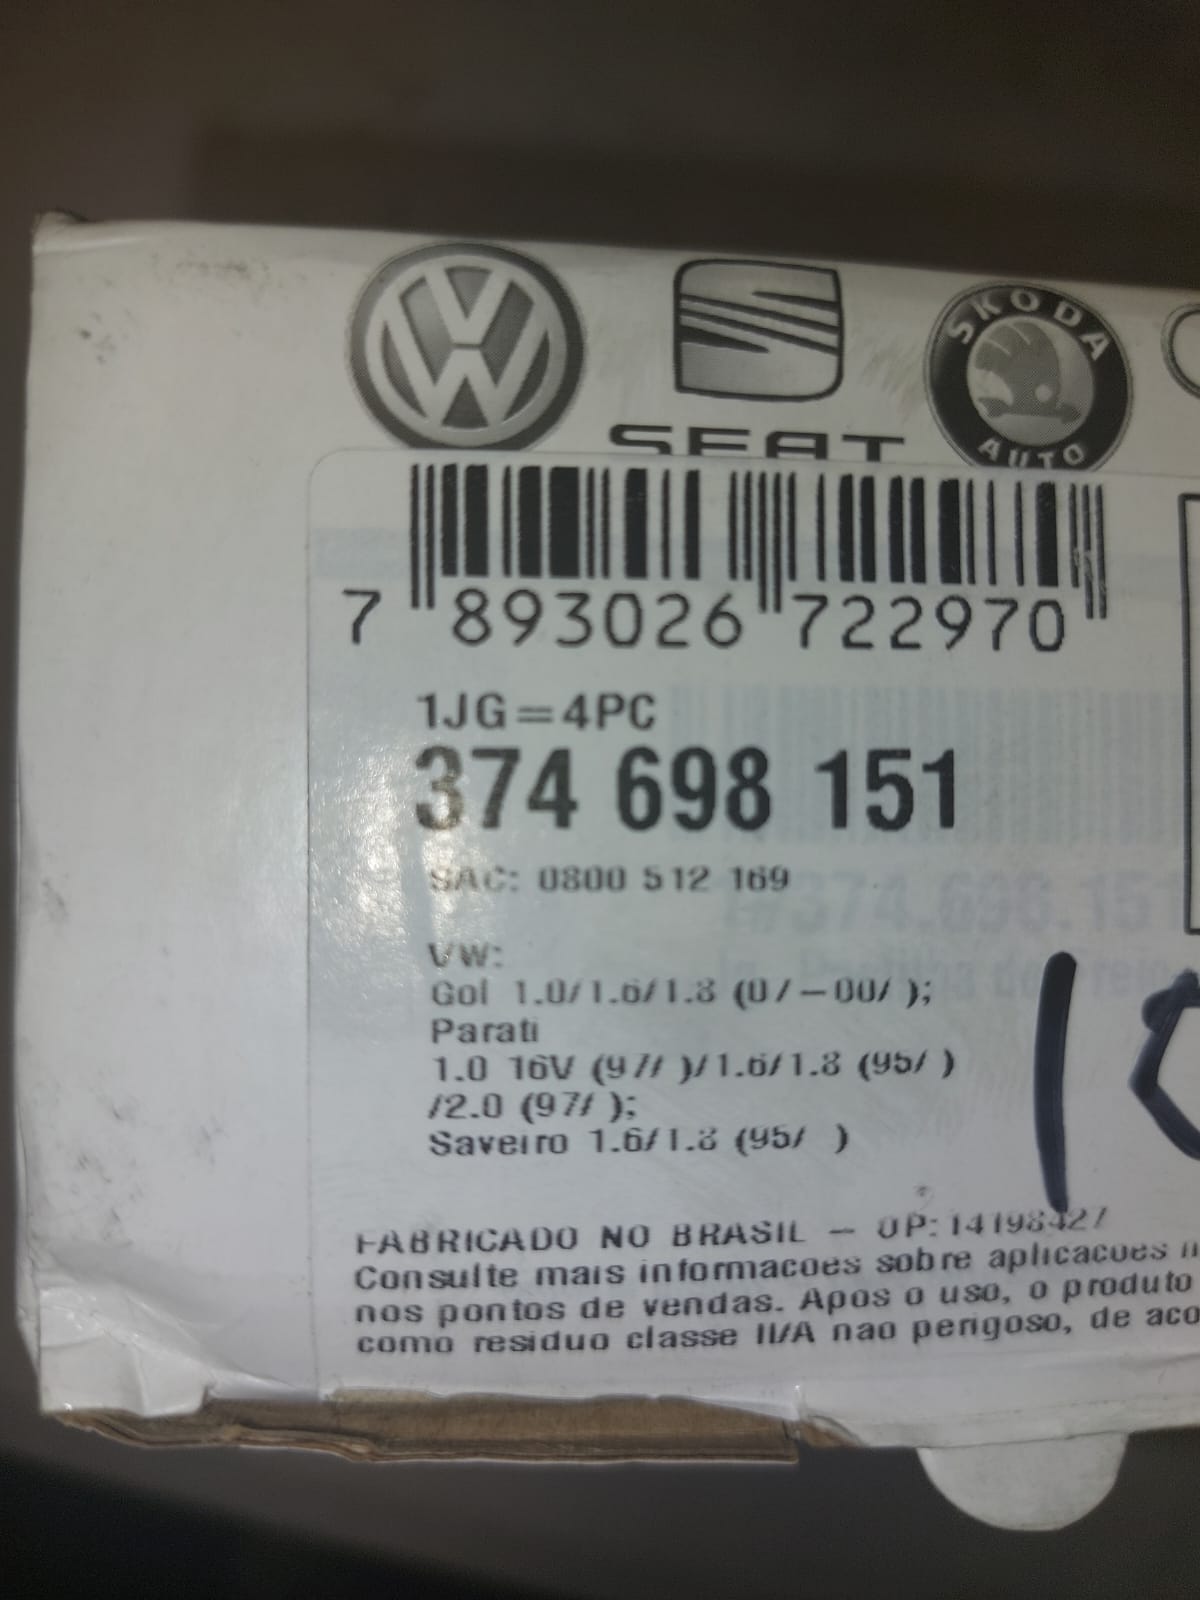 SKODA
AUTO
SEAT
7 893026 722970
1JG=4PC
374 698 151
SAC: 0800 512 169
VW:
Gol 1.0/1.6/1.8 (07/-00/ );
Parati
1.0 16V (97/ )/1.6/1.8 (95/ )
/2.0 (97/ );
Saveiro 1.6/1.8 (95/ )
FABRICADO NO BRASIL - OP: 14198427
Consulte mais informacoes sobre aplicacoes
nos pontos de vendas. Apos o uso, o produto
como residuo classe II/A nao perigoso, de